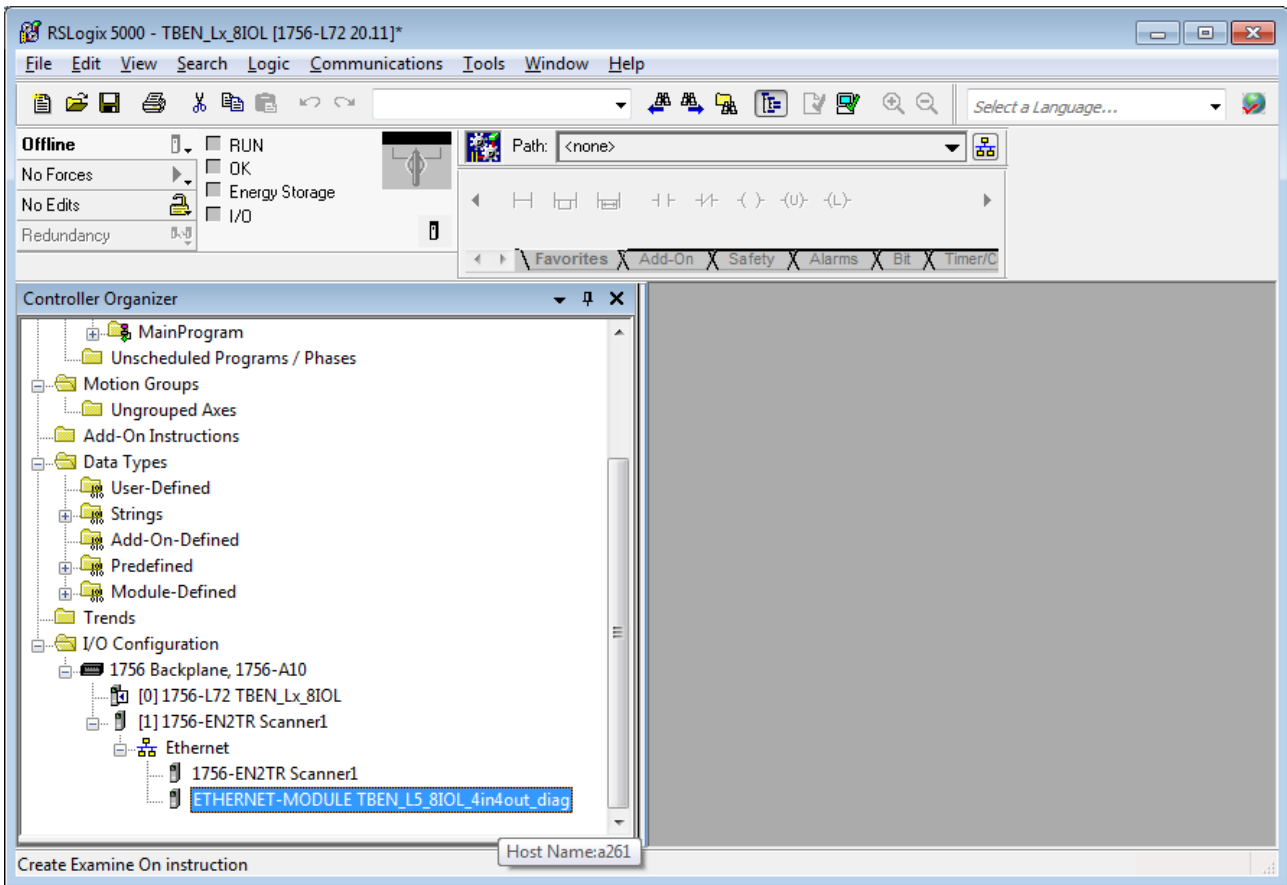 RSLogix 5000 - TBEN_Lx_8IOL [1756-L72 20.11]*
File Edit View Search Logic Communications Tools Window Help
Select a Language...
Offline
RUN
Path: <none>
No Forces
OK
Energy Storage
No Edits
I/O
Redundancy
Favorites Add-On Safety Alarms Bit Timer/C
Controller Organizer
MainProgram
Unscheduled Programs / Phases
Motion Groups
Ungrouped Axes
Add-On Instructions
Data Types
User-Defined
Strings
Add-On-Defined
Predefined
Module-Defined
Trends
I/O Configuration
1756 Backplane, 1756-A10
[0] 1756-L72 TBEN_Lx_8IOL
[1] 1756-EN2TR Scanner1
Ethernet
1756-EN2TR Scanner1
ETHERNET-MODULE TBEN_L5_8IOL_4in4out_diag
Host Name:a261
Create Examine On instruction